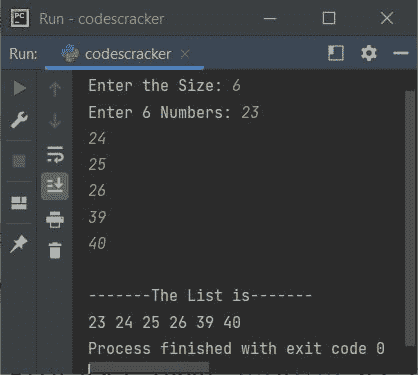 PC Run - codescracker
Run: codescracker
Enter the Size: 6
Enter 6 Numbers: 23
24
25
26
39
40
-------The List is-------
23 24 25 26 39 40
Process finished with exit code 0